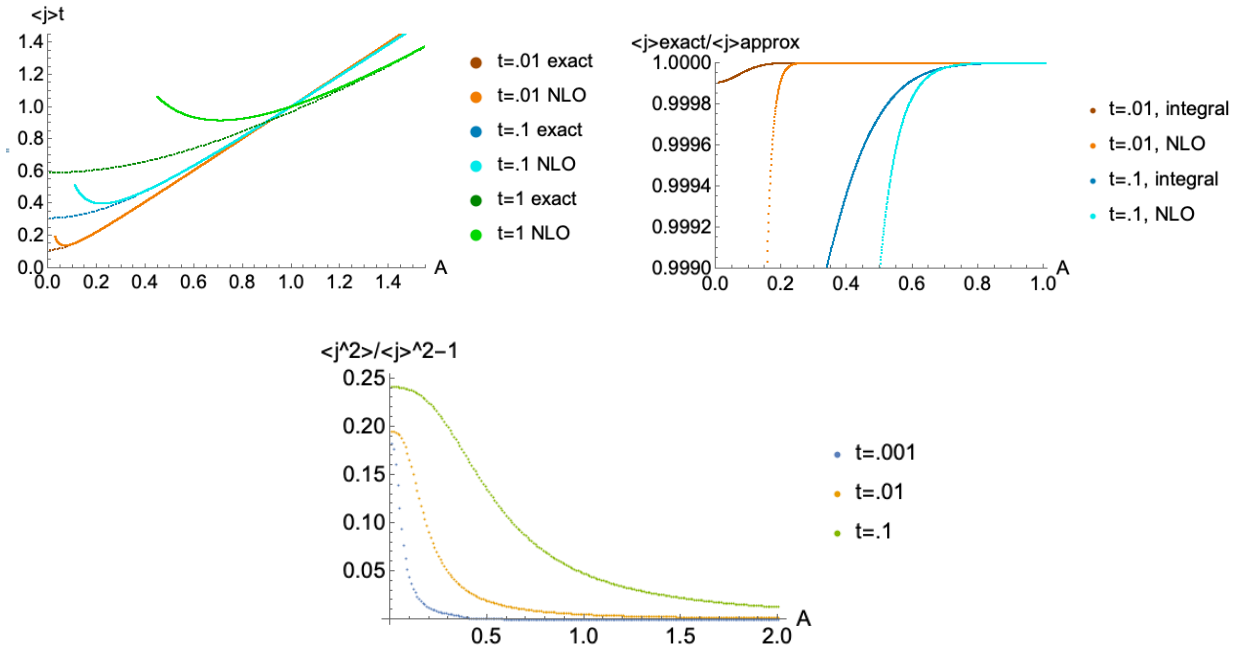 <j>t
1.4
1.2
1.0
0.8
0.6
0.4
0.2
0.0
0.0 0.2 0.4 0.6 0.8 1.0 1.2 1.4
A
t=.01 exact
t=.01 NLO
t=.1 exact
t=.1 NLO
t=1 exact
t=1 NLO
<j>exact/<j>approx
1.0000
0.9998
0.9996
0.9994
0.9992
0.9990
0.0 0.2 0.4 0.6 0.8 1.0
A
t=.01, integral
t=.01, NLO
t=.1, integral
t=.1, NLO
<j^2>/<j>^2−1
0.25
0.20
0.15
0.10
0.05
0.5 1.0 1.5 2.0
A
t=.001
t=.01
t=.1